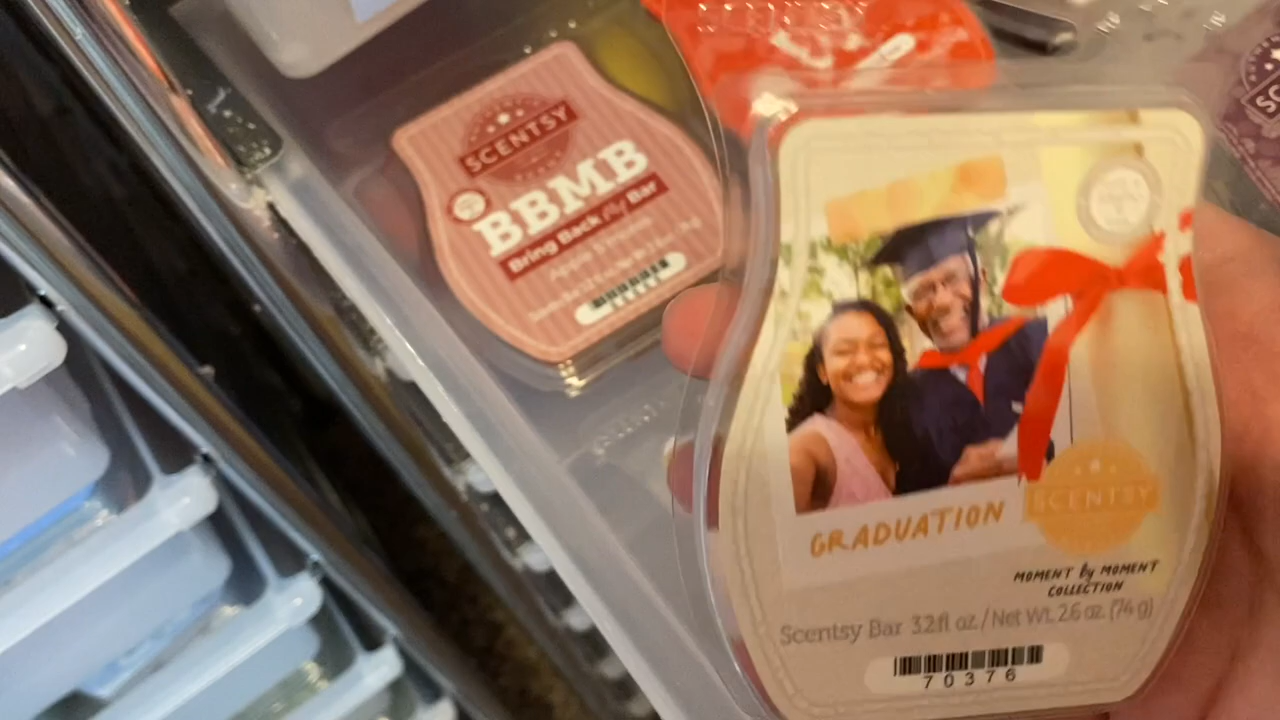 SCENTSY
BBMB
Bring Back My Bar
GRADUATION
SCENTSY
MOMENT by MOMENT
COLLECTION
Scentsy Bar 3.2 fl oz. / Net Wt. 2.6 oz. (74 g)
70376
SC